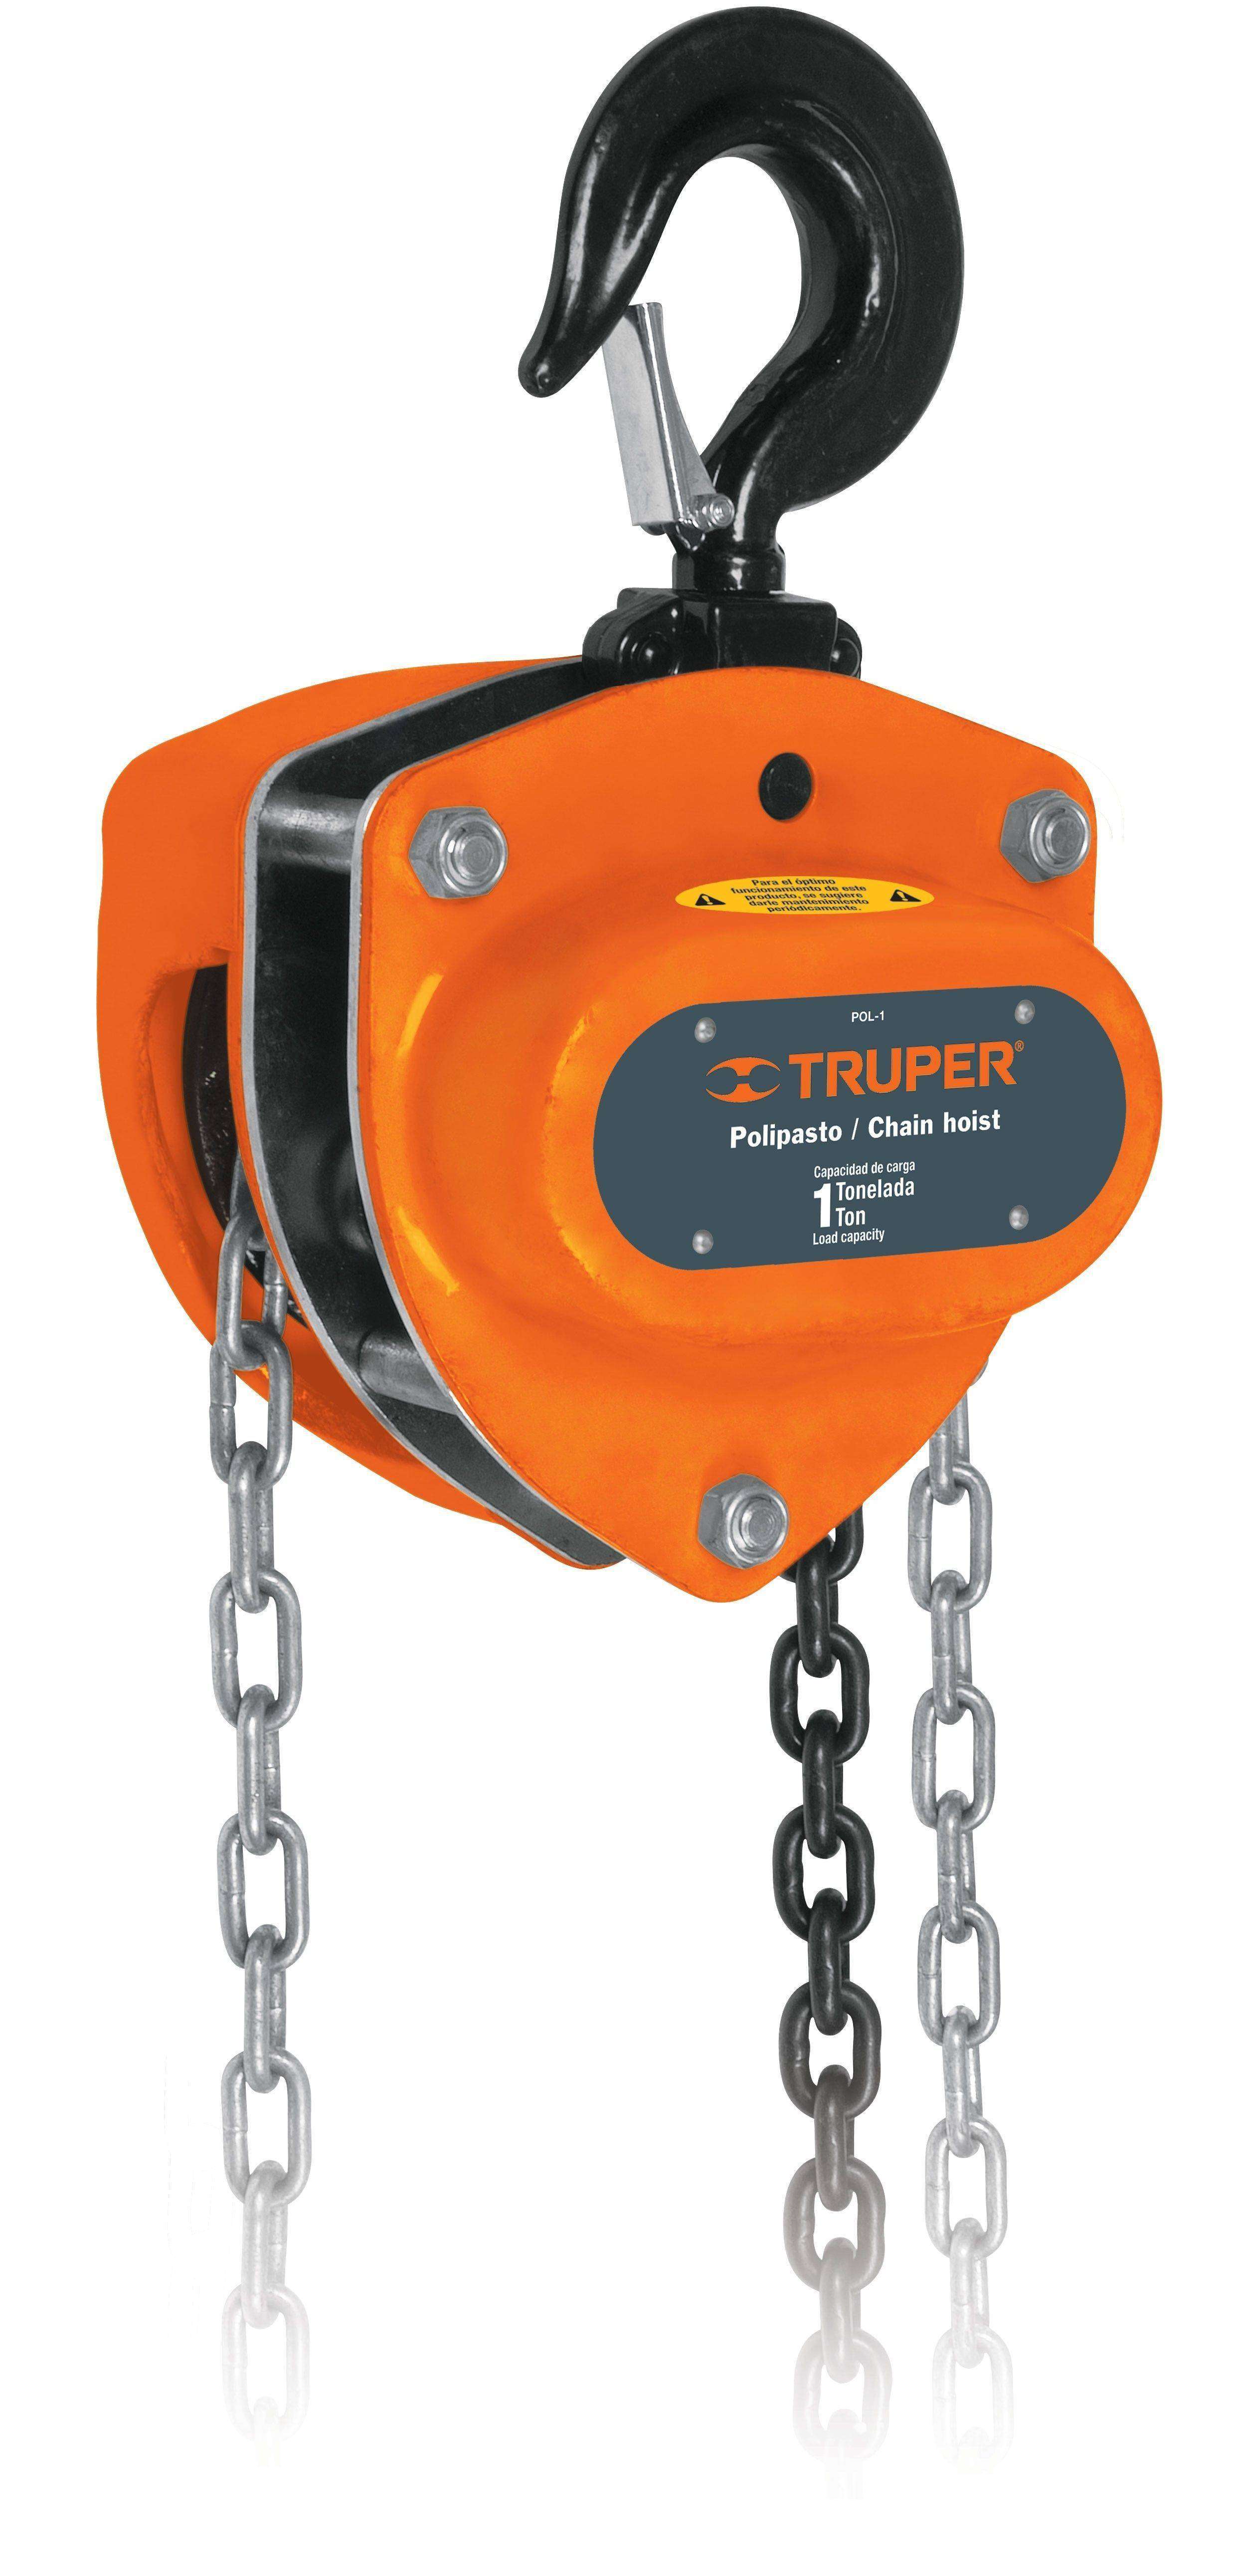 Para el óptimo
funcionamiento de este
producto, se sugiere
darle mantenimiento
periódicamente.
POL-1
TRUPER®
Polipasto / Chain hoist
Capacidad de carga
1 Tonelada
Ton
Load capacity